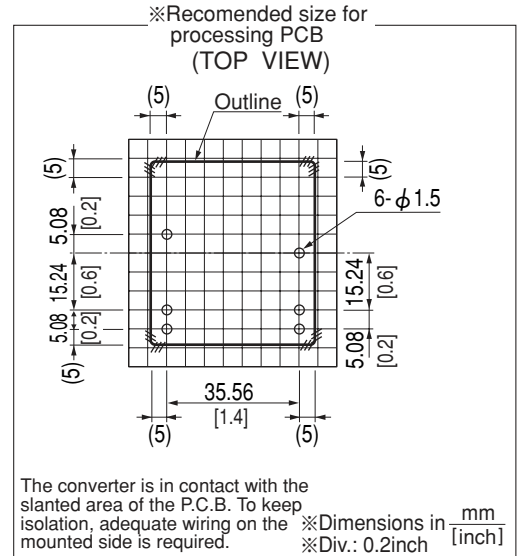 ※Recomended size for
processing PCB
(TOP VIEW)
(5)
(5)
Outline
(5)
(5)
6-ϕ1.5
5.08
[0.2]
15.24
[0.6]
15.24
[0.6]
5.08
[0.2]
5.08
[0.2]
(5)
35.56
[1.4]
(5)
(5)
The converter is in contact with the
slanted area of the P.C.B. To keep
isolation, adequate wiring on the
mounted side is required.
※Dimensions in mm
[inch]
※Div.: 0.2inch